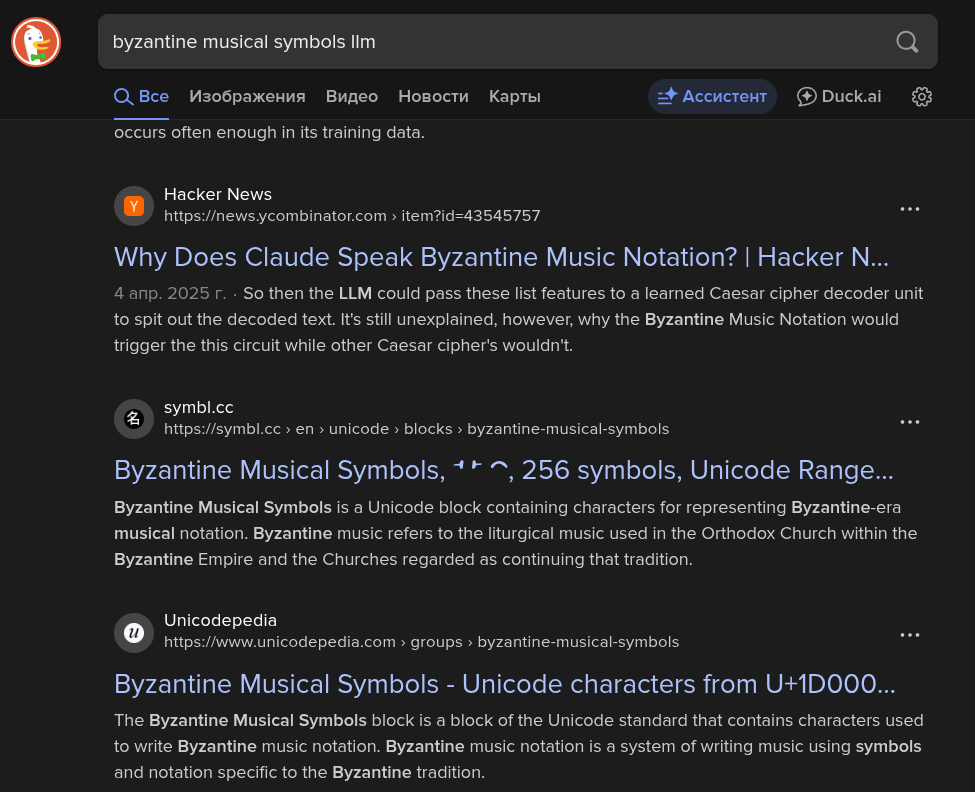 byzantine musical symbols llm
Все Изображения Видео Новости Карты Ассистент Duck.ai
occurs often enough in its training data.
Y
Hacker News
https://news.ycombinator.com › item?id=43545757
Why Does Claude Speak Byzantine Music Notation? | Hacker N...
4 апр. 2025 г. · So then the LLM could pass these list features to a learned Caesar cipher decoder unit
to spit out the decoded text. It's still unexplained, however, why the Byzantine Music Notation would
trigger the this circuit while other Caesar cipher's wouldn't.
名
symbl.cc
https://symbl.cc › en › unicode › blocks › byzantine-musical-symbols
Byzantine Musical Symbols, , 256 symbols, Unicode Range...
Byzantine Musical Symbols is a Unicode block containing characters for representing Byzantine-era
musical notation. Byzantine music refers to the liturgical music used in the Orthodox Church within the
Byzantine Empire and the Churches regarded as continuing that tradition.
u
Unicodepedia
https://www.unicodepedia.com › groups › byzantine-musical-symbols
Byzantine Musical Symbols - Unicode characters from U+1D000...
The Byzantine Musical Symbols block is a block of the Unicode standard that contains characters used
to write Byzantine music notation. Byzantine music notation is a system of writing music using symbols
and notation specific to the Byzantine tradition.